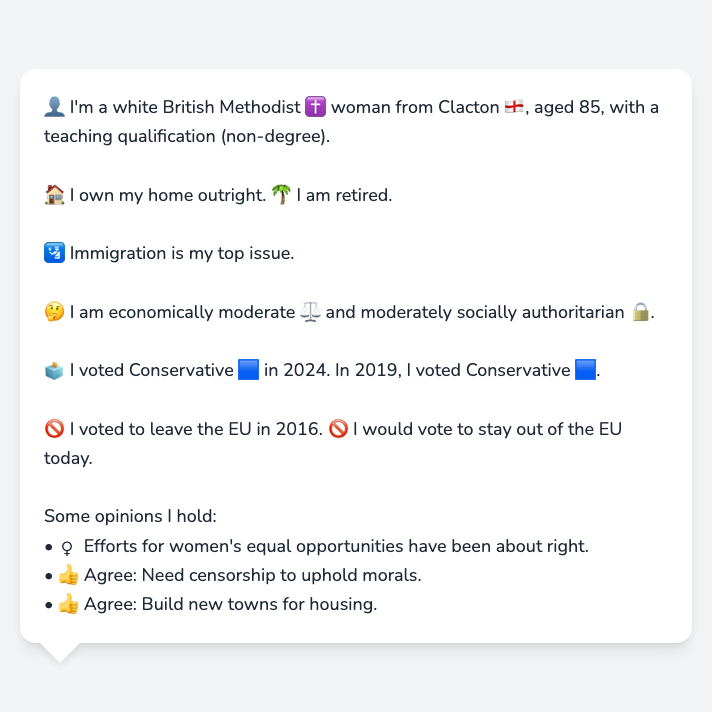 👤 I'm a white British Methodist ✝️ woman from Clacton 🏴󠁧󠁢󠁥󠁮󠁧󠁿, aged 85, with a
teaching qualification (non-degree).
🏠 I own my home outright. 🌴 I am retired.
🛂 Immigration is my top issue.
🤔 I am economically moderate ⚖️ and moderately socially authoritarian 🔒.
🗳️ I voted Conservative 🟦 in 2024. In 2019, I voted Conservative 🟦.
🚫 I voted to leave the EU in 2016. 🚫 I would vote to stay out of the EU
today.
Some opinions I hold:
• ♀ Efforts for women's equal opportunities have been about right.
• 👍 Agree: Need censorship to uphold morals.
• 👍 Agree: Build new towns for housing.